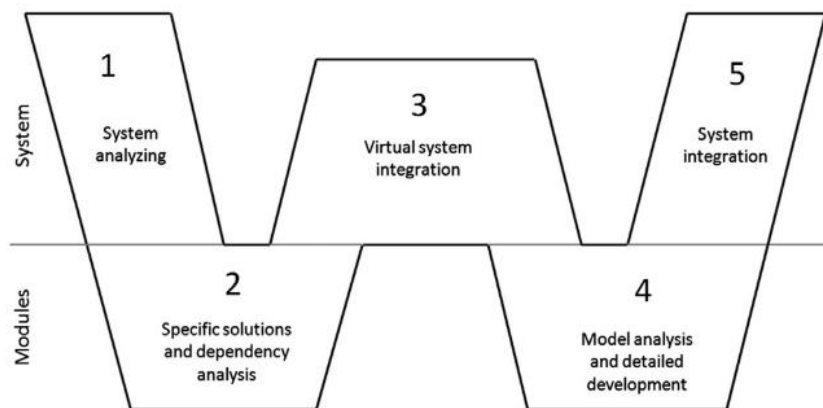 System
1
System
analyzing
3
Virtual system
integration
5
System
integration
Modules
2
Specific solutions
and dependency
analysis
4
Model analysis
and detailed
development